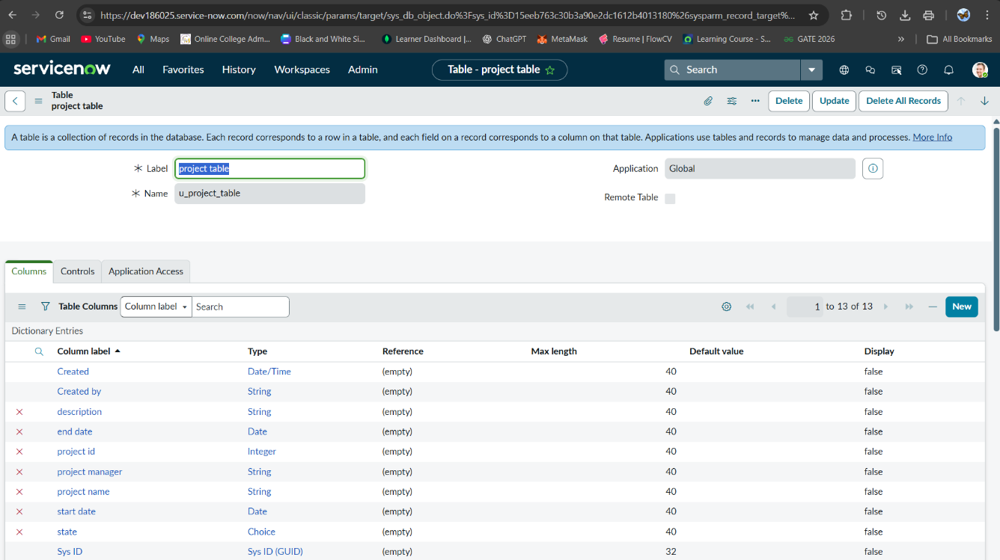 https://dev186025.service-now.com/now/nav/ui/classic/params/target/sys_db_object.do%3Fsys_id%3D15eeb763c30b3a90e2dc1612b4013180%26sysparm_record_target%...
Gmail YouTube Maps Online College Adm... Black and White Si... Learner Dashboard |... ChatGPT MetaMask Resume | FlowCV Learning Course - S... GATE 2026 » All Bookmarks
servicenow All Favorites History Workspaces Admin Table - project table Search
Table
project table
Delete Update Delete All Records
A table is a collection of records in the database. Each record corresponds to a row in a table, and each field on a record corresponds to a column on that table. Applications use tables and records to manage data and processes. More Info
Label project table Application Global
Name u_project_table Remote Table
Columns Controls Application Access
Table Columns Column label Search 1 to 13 of 13 New
Dictionary Entries
Column label Type Reference Max length Default value Display
Created Date/Time (empty) 40 false
Created by String (empty) 40 false
description String (empty) 40 false
end date Date (empty) 40 false
project id Integer (empty) 40 false
project manager String (empty) 40 false
project name String (empty) 40 false
start date Date (empty) 40 false
state Choice (empty) 40 false
Sys ID Sys ID (GUID) (empty) 32 false